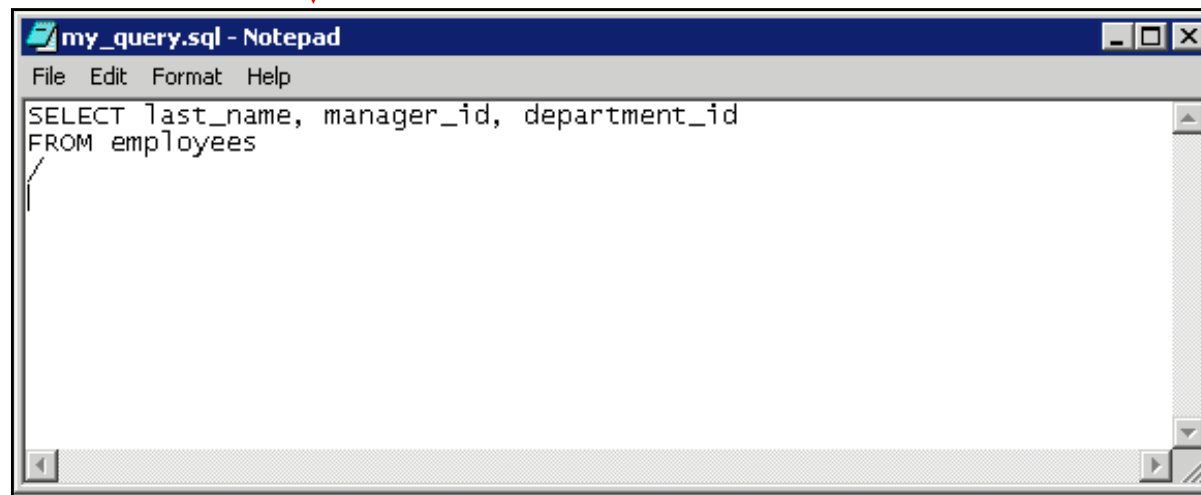 my_query.sql - Notepad
File Edit Format Help
SELECT last_name, manager_id, department_id
FROM employees
/